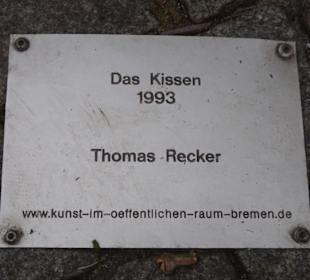 Das Kissen
1993
Thomas Recker
www.kunst-im-oeffentlichen-raum-bremen.de